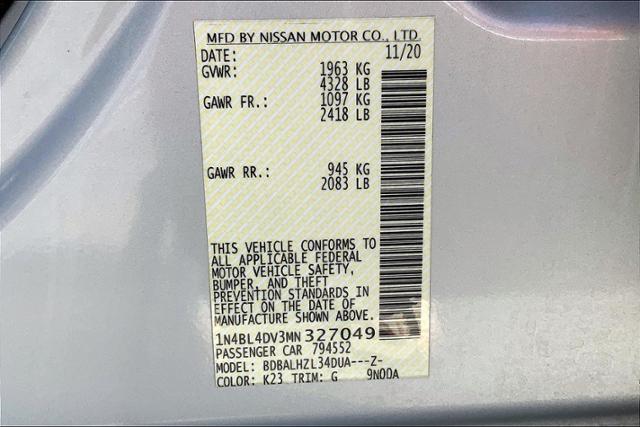 MFD BY NISSAN MOTOR CO., LTD.
DATE: 11/20
GVWR: 1963 KG
4328 LB
GAWR FR.: 1097 KG
2418 LB
GAWR RR.: 945 KG
2083 LB
THIS VEHICLE CONFORMS TO
ALL APPLICABLE FEDERAL
MOTOR VEHICLE SAFETY,
BUMPER, AND THEFT
PREVENTION STANDARDS IN
EFFECT ON THE DATE OF
MANUFACTURE SHOWN ABOVE.
1N4BL4DV3MN 327049
PASSENGER CAR 794552
MODEL: BDBALHZL34DUA---Z-
COLOR: K23 TRIM: G 9N00A